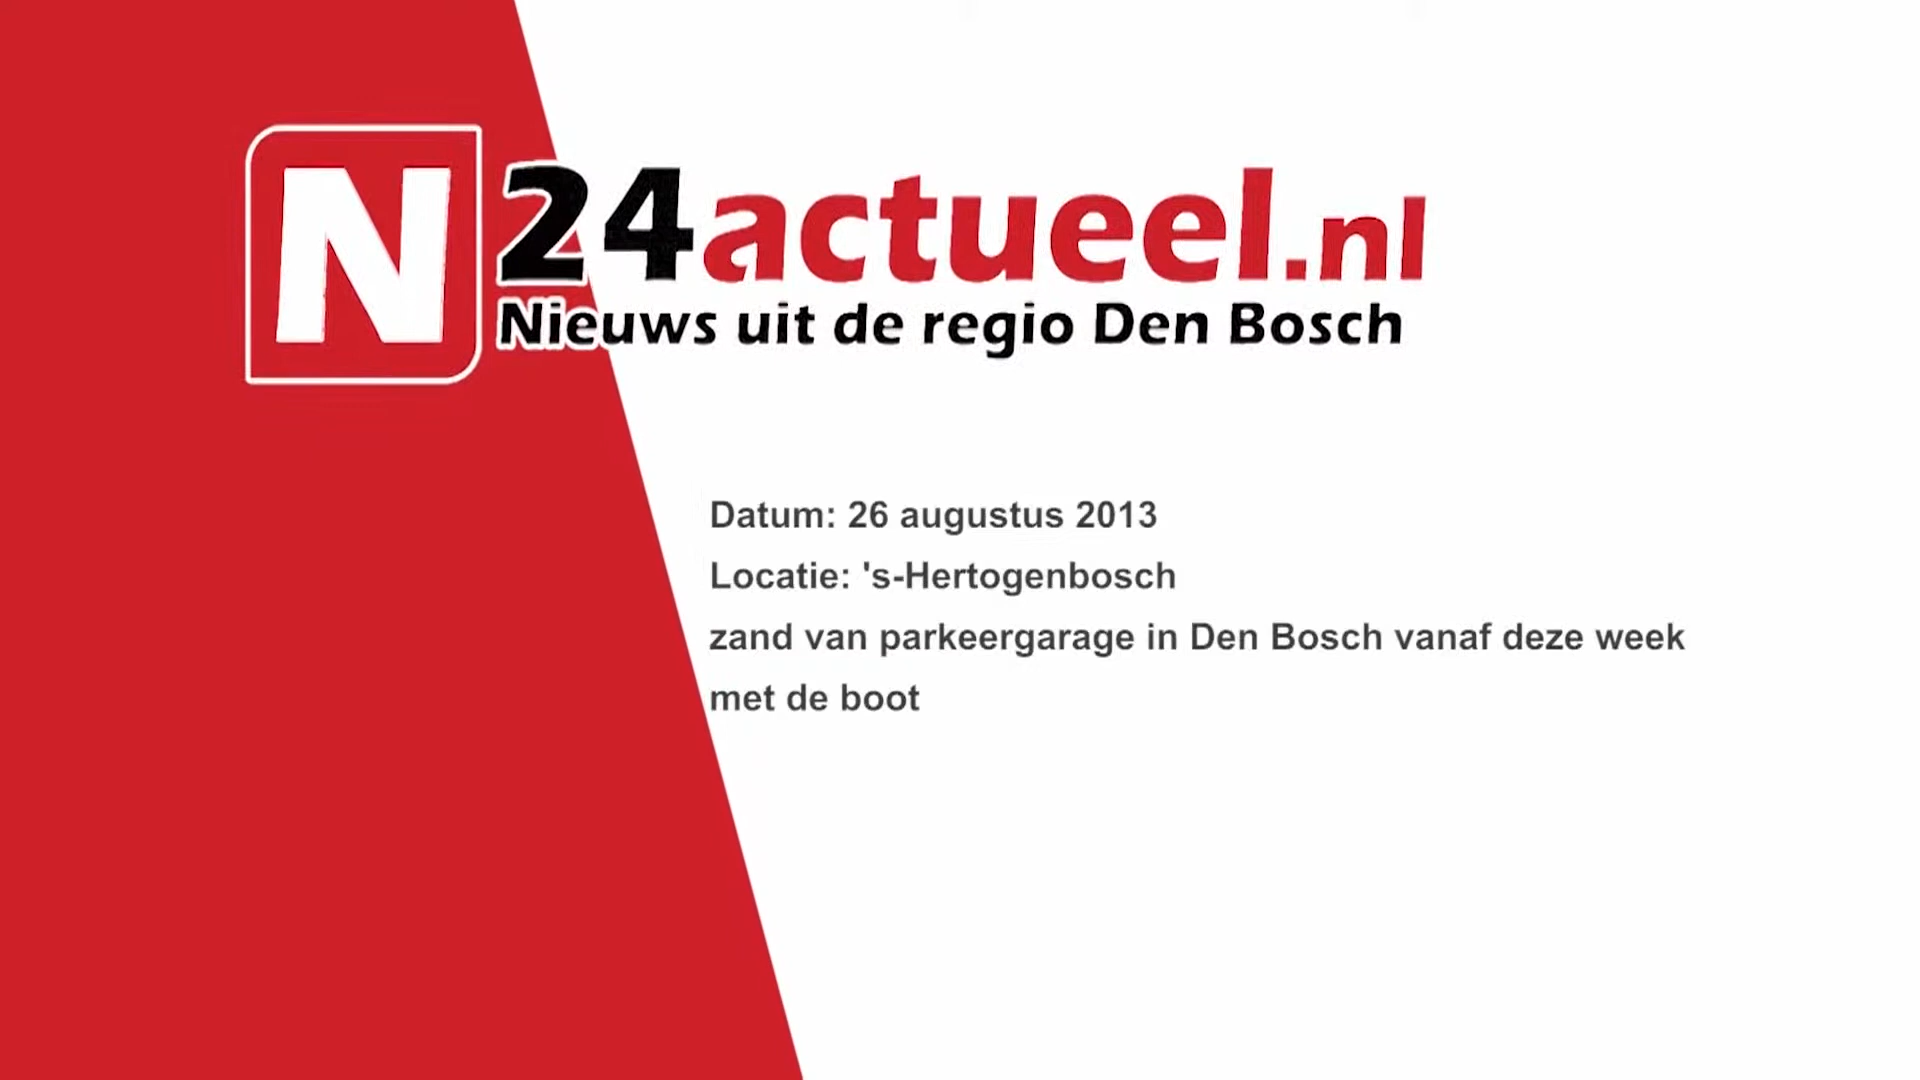 N24actueel.nl
Nieuws uit de regio Den Bosch
Datum: 26 augustus 2013
Locatie: 's-Hertogenbosch
zand van parkeergarage in Den Bosch vanaf deze week
met de boot